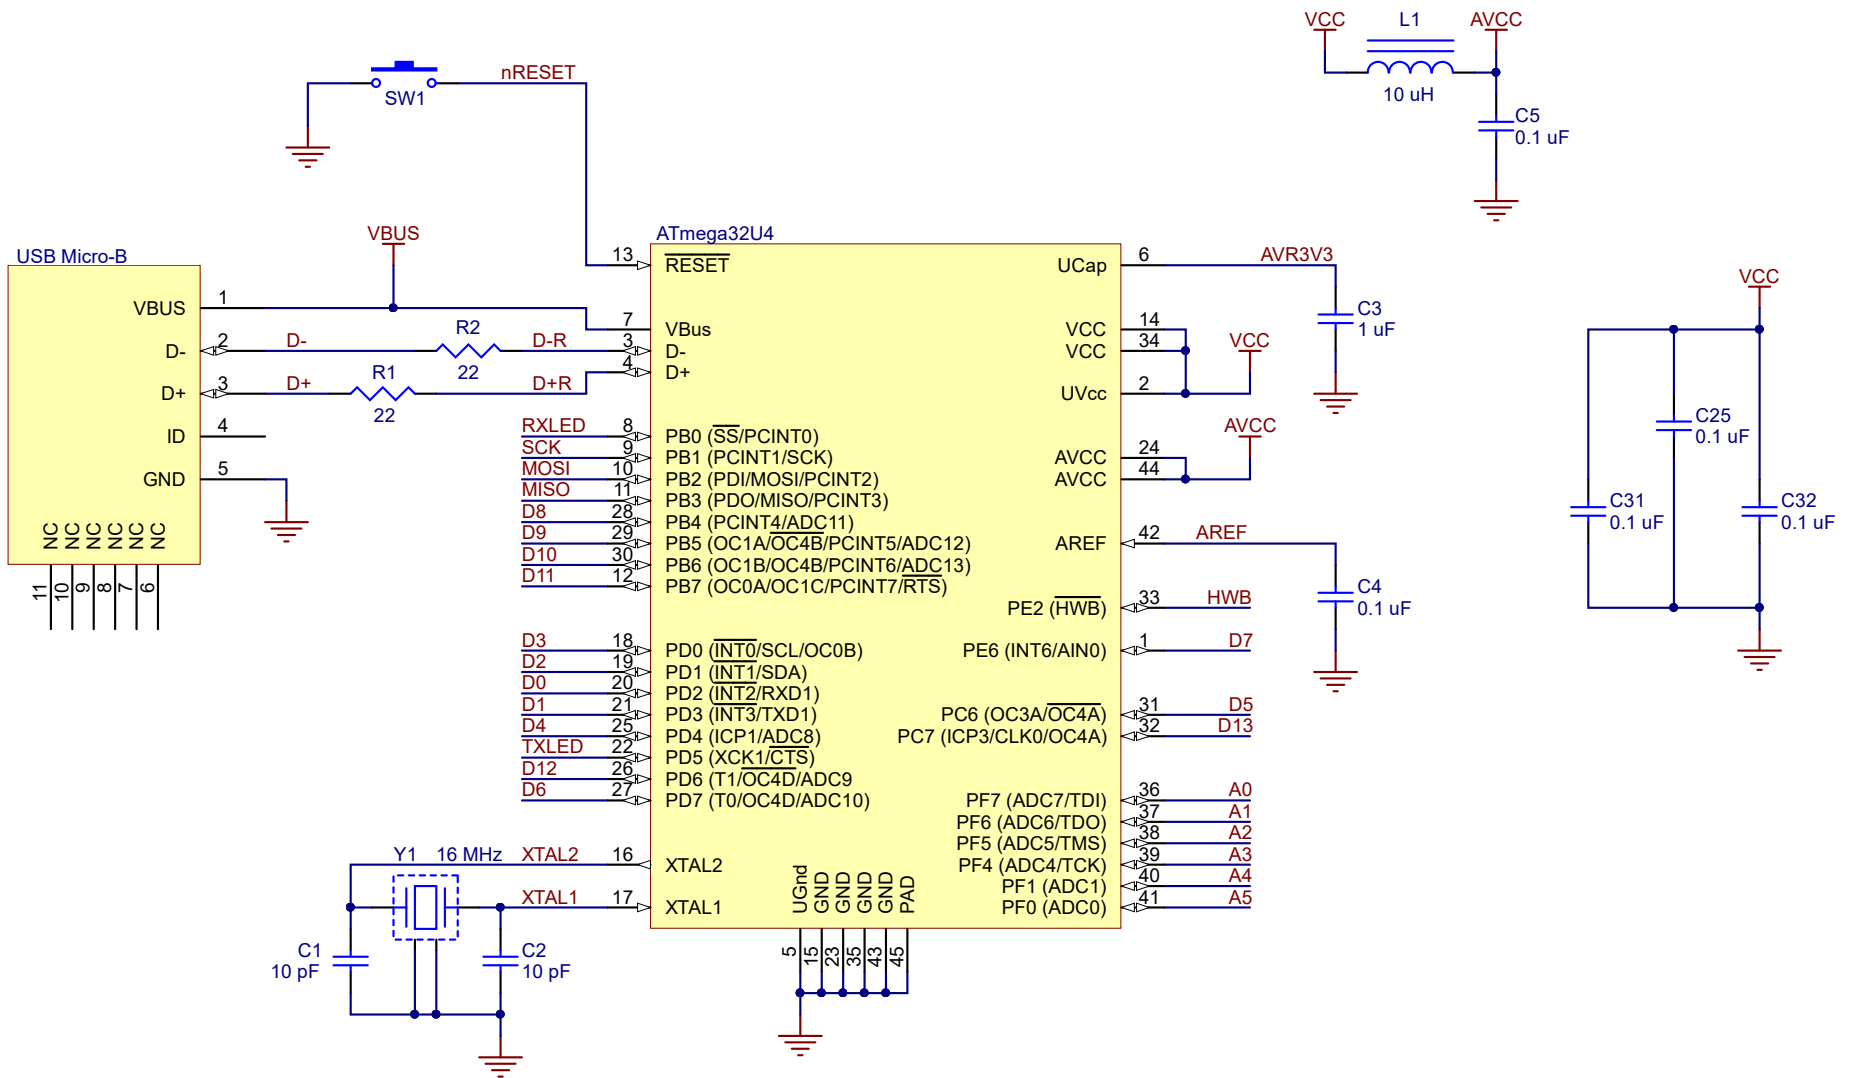 VCC L1 AVCC
10 uH
C5
0.1 uF
nRESET
SW1
VBUS
USB Micro-B
VBUS 1
D- 2
D+ 3
ID 4
GND 5
NC NC NC NC NC NC
11 10 9 8 7 6
D- R2 D-R
22
D+ R1 D+R
22
ATmega32U4
13 RESET
7 VBus
3 D-
4 D+
RXLED 8 PB0 (SS/PCINT0)
SCK 9 PB1 (PCINT1/SCK)
MOSI 10 PB2 (PDI/MOSI/PCINT2)
MISO 11 PB3 (PDO/MISO/PCINT3)
D8 28 PB4 (PCINT4/ADC11)
D9 29 PB5 (OC1A/OC4B/PCINT5/ADC12)
D10 30 PB6 (OC1B/OC4B/PCINT6/ADC13)
D11 12 PB7 (OC0A/OC1C/PCINT7/RTS)
D3 18 PD0 (INT0/SCL/OC0B)
D2 19 PD1 (INT1/SDA)
D0 20 PD2 (INT2/RXD1)
D1 21 PD3 (INT3/TXD1)
D4 25 PD4 (ICP1/ADC8)
TXLED 22 PD5 (XCK1/CTS)
D12 26 PD6 (T1/OC4D/ADC9
D6 27 PD7 (T0/OC4D/ADC10)
Y1 16 MHz XTAL2 16 XTAL2
XTAL1 17 XTAL1
C1
10 pF
C2
10 pF
UGnd GND GND GND GND PAD
5 15 23 35 43 45
UCap 6 AVR3V3
C3
1 uF
VCC 14
VCC 34
VCC
UVcc 2
AVCC
AVCC 24
AVCC 44
AREF 42 AREF
C4
0.1 uF
PE2 (HWB) 33 HWB
PE6 (INT6/AIN0) 1 D7
PC6 (OC3A/OC4A) 31 D5
PC7 (ICP3/CLK0/OC4A) 32 D13
PF7 (ADC7/TDI) 36 A0
PF6 (ADC6/TDO) 37 A1
PF5 (ADC5/TMS) 38 A2
PF4 (ADC4/TCK) 39 A3
PF1 (ADC1) 40 A4
PF0 (ADC0) 41 A5
VCC
C25
0.1 uF
C31
0.1 uF
C32
0.1 uF